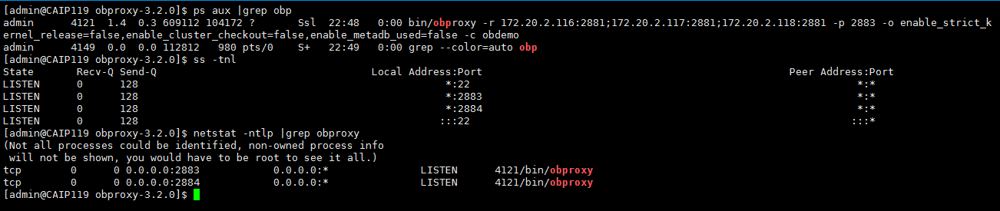 [admin@CAIP119 obproxy-3.2.0]$ ps aux |grep obp
admin      4121  1.4  0.3 609112 104172 ?       Ssl  22:48   0:00 bin/obproxy -r 172.20.2.116:2881;172.20.2.117:2881;172.20.2.118:2881 -p 2883 -o enable_strict_k
ernel_release=false,enable_cluster_checkout=false,enable_metadb_used=false -c obdemo
admin      4149  0.0  0.0 112812   980 pts/0    S+   22:49   0:00 grep --color=auto obp
[admin@CAIP119 obproxy-3.2.0]$ ss -tnl
State       Recv-Q Send-Q                                   Local Address:Port                                                  Peer Address:Port
LISTEN      0      128                                                  *:22                                                               *:*
LISTEN      0      128                                                  *:2883                                                             *:*
LISTEN      0      128                                                  *:2884                                                             *:*
LISTEN      0      128                                                 :::22                                                              :::*
[admin@CAIP119 obproxy-3.2.0]$ netstat -ntlp |grep obproxy
(Not all processes could be identified, non-owned process info
 will not be shown, you would have to be root to see it all.)
tcp        0      0 0.0.0.0:2883            0.0.0.0:*               LISTEN      4121/bin/obproxy
tcp        0      0 0.0.0.0:2884            0.0.0.0:*               LISTEN      4121/bin/obproxy
[admin@CAIP119 obproxy-3.2.0]$